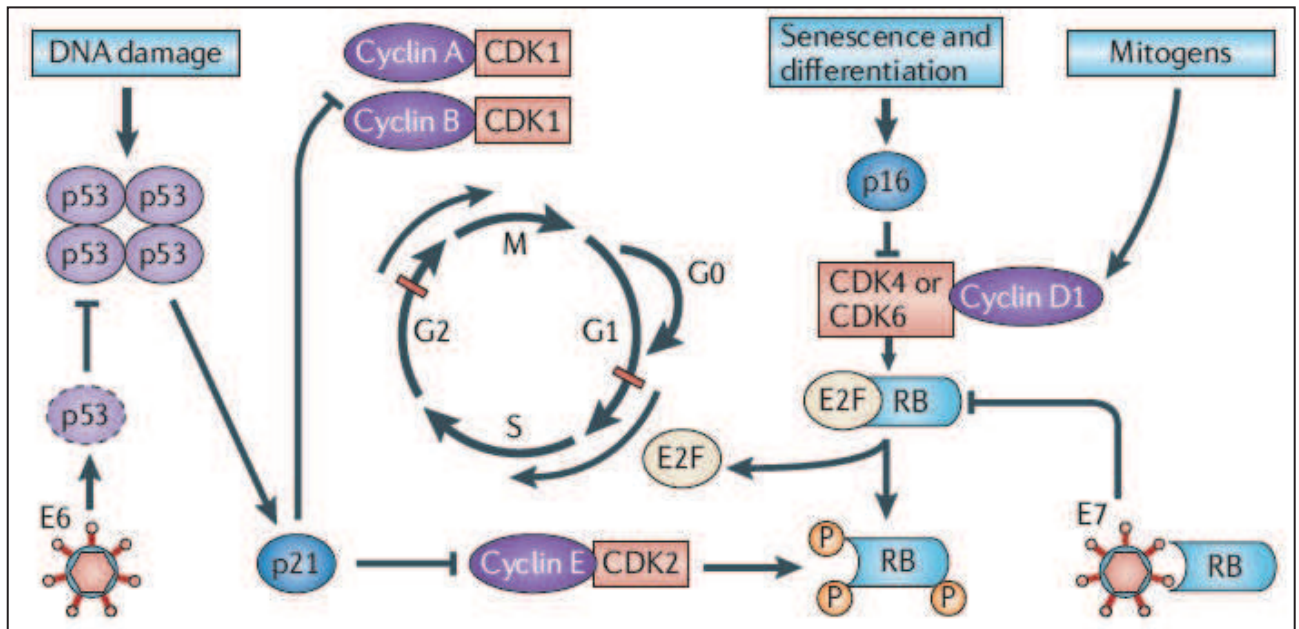 DNA damage
Cyclin A CDK1
Cyclin B CDK1
Senescence and
differentiation
Mitogens
p53 p53
p53 p53
p16
M
G0
G1
G2
S
CDK4 or
CDK6
Cyclin D1
p53
E2F RB
E2F
E6
p21
Cyclin E CDK2
P
RB
P P
E7
RB